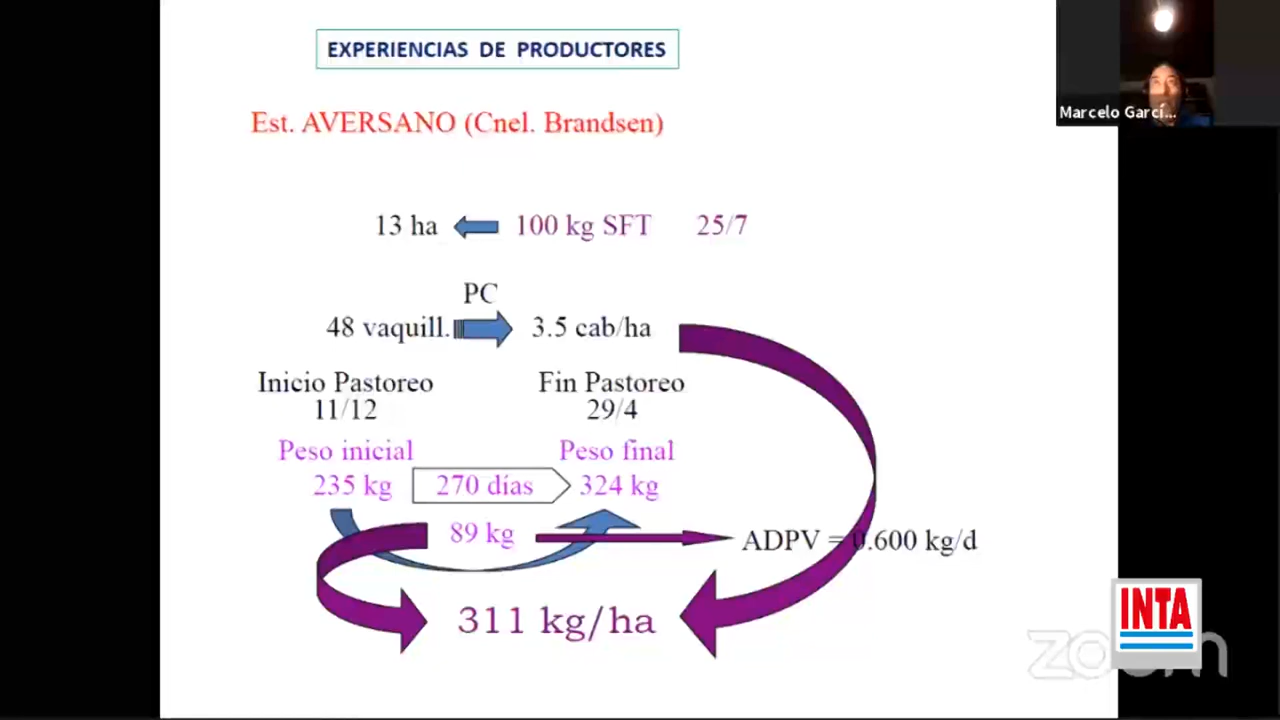 EXPERIENCIAS DE PRODUCTORES
Marcelo Garcí...
Est. AVERSANO (Cnel. Brandsen)
13 ha 100 kg SFT 25/7
PC
48 vaquill. 3.5 cab/ha
Inicio Pastoreo Fin Pastoreo
11/12 29/4
Peso inicial Peso final
235 kg 270 días 324 kg
89 kg ADPV = 0.600 kg/d
311 kg/ha
INTA
zoom